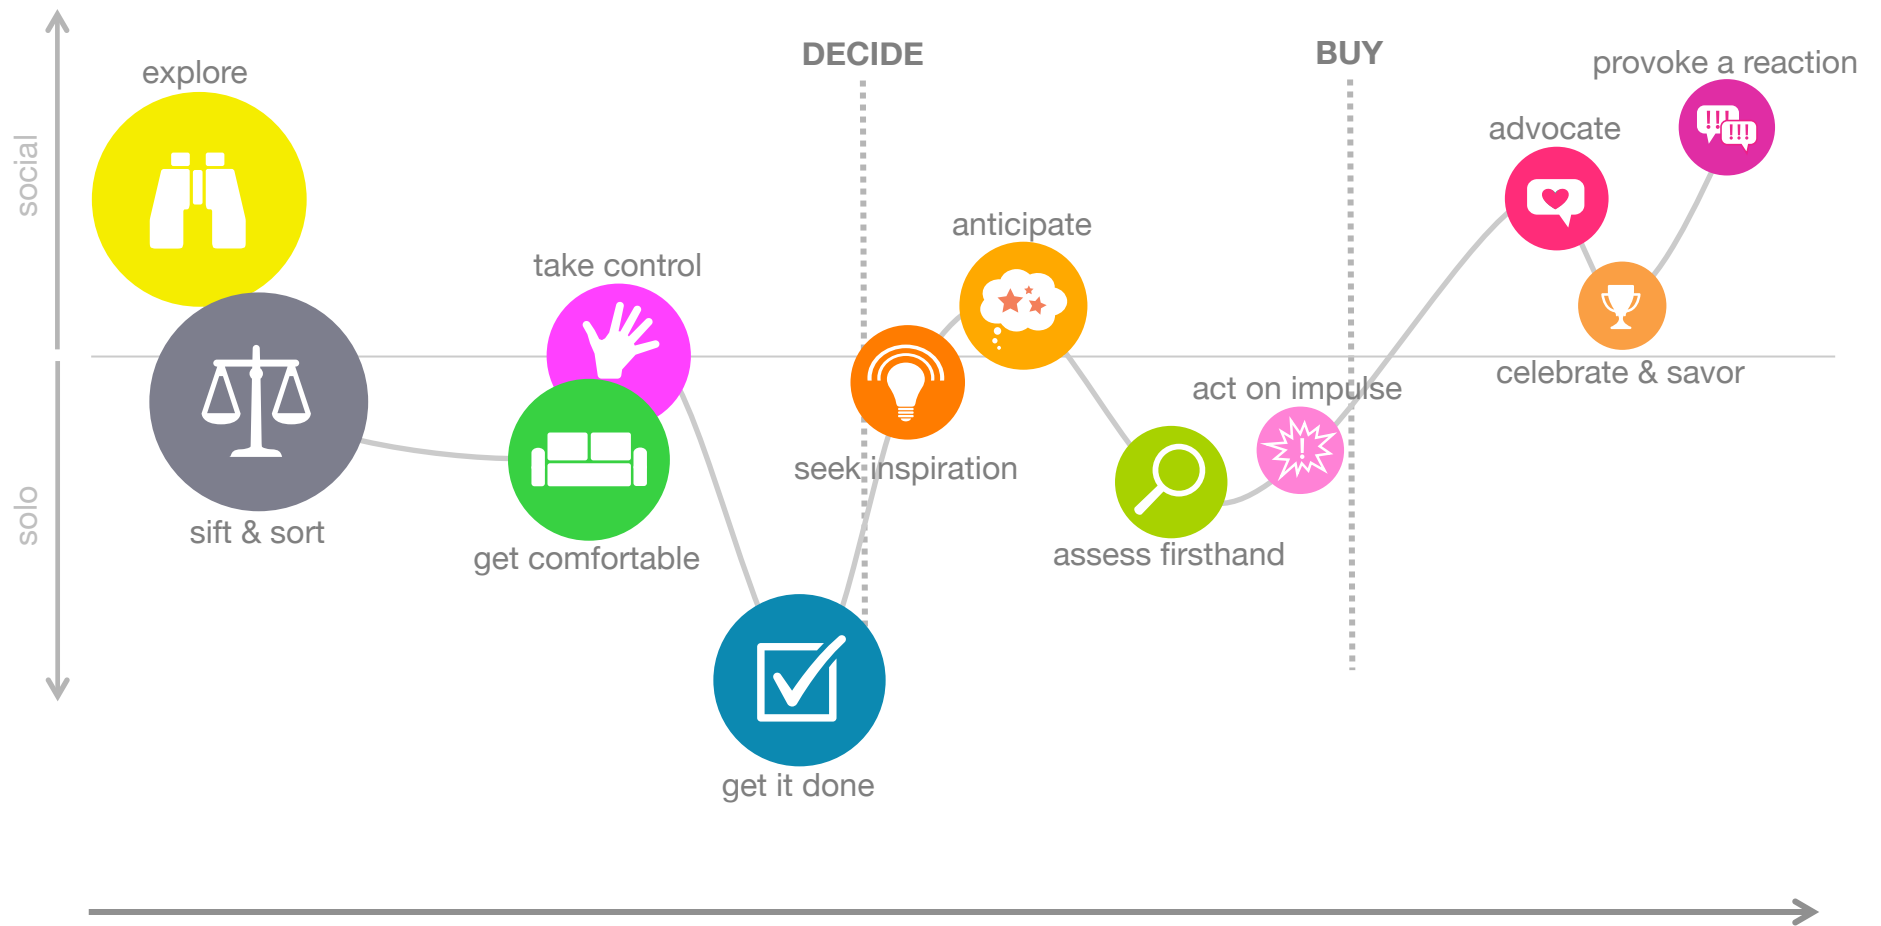 DECIDE
BUY
explore
provoke a reaction
advocate
social
anticipate
take control
celebrate & savor
act on impulse
seek inspiration
solo
sift & sort
get comfortable
assess firsthand
get it done
!!!
!!!
!